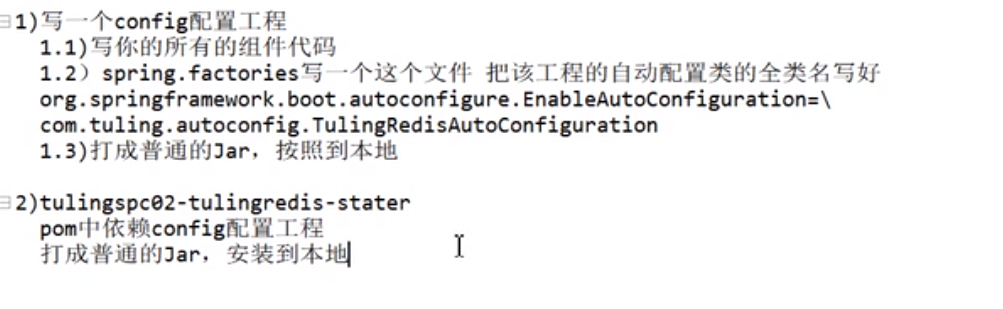 1)写一个config配置工程
1.1)写你的所有的组件代码
1.2）spring.factories写一个这个文件 把该工程的自动配置类的全类名写好
org.springframework.boot.autoconfigure.EnableAutoConfiguration=\
com.tuling.autoconfig.TulingRedisAutoConfiguration
1.3)打成普通的Jar，按照到本地
2)tulingspc02-tulingredis-stater
pom中依赖config配置工程
打成普通的Jar，安装到本地